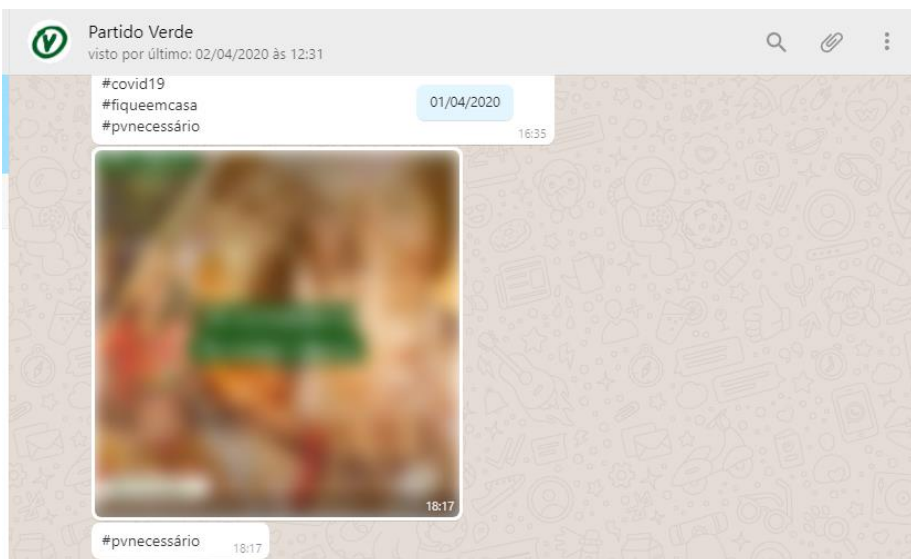 Partido Verde
visto por último: 02/04/2020 às 12:31
#covid19
#fiqueemcasa
01/04/2020
#pvnecessário
16:35
18:17
#pvnecessário
18:17